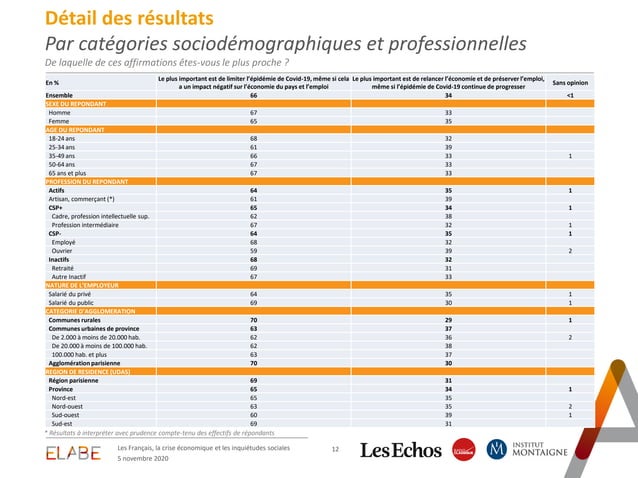 Détail des résultats
Par catégories sociodémographiques et professionnelles
De laquelle de ces affirmations êtes-vous le plus proche ?
En % Le plus important est de limiter l'épidémie de Covid-19, même si cela a un impact négatif sur l'économie du pays et l'emploi Le plus important est de relancer l'économie et de préserver l'emploi, même si l'épidémie de Covid-19 continue de progresser Sans opinion
Ensemble 66 34 <1
SEXE DU REPONDANT
Homme 67 33
Femme 65 35
AGE DU REPONDANT
18-24 ans 68 32
25-34 ans 61 39
35-49 ans 66 33 1
50-64 ans 67 33
65 ans et plus 67 33
PROFESSION DU REPONDANT
Actifs 64 35 1
Artisan, commerçant (*) 61 39
CSP+ 65 34 1
Cadre, profession intellectuelle sup. 62 38
Profession intermédiaire 67 32 1
CSP- 64 35 1
Employé 68 32
Ouvrier 59 39 2
Inactifs 68 32
Retraité 69 31
Autre Inactif 67 33
NATURE DE L'EMPLOYEUR
Salarié du privé 64 35 1
Salarié du public 69 30 1
CATEGORIE D'AGGLOMERATION
Communes rurales 70 29 1
Communes urbaines de province 63 37
De 2.000 à moins de 20.000 hab. 62 36 2
De 20.000 à moins de 100.000 hab. 62 38
100.000 hab. et plus 63 37
Agglomération parisienne 70 30
REGION DE RESIDENCE (UDA5)
Région parisienne 69 31
Province 65 34 1
Nord-est 65 35
Nord-ouest 63 35 2
Sud-ouest 60 39 1
Sud-est 69 31
* Résultats à interpréter avec prudence compte-tenu des effectifs de répondants
ELABE
Les Français, la crise économique et les inquiétudes sociales
5 novembre 2020
12
LesEchos
RADIO CLASSIQUE
INSTITUT MONTAIGNE